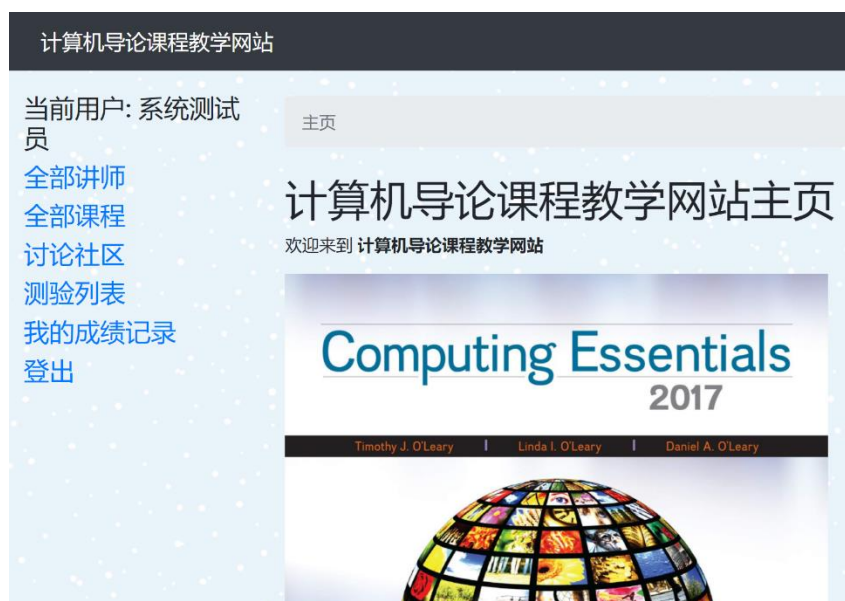 计算机导论课程教学网站
当前用户: 系统测试
员
全部讲师
全部课程
讨论社区
测验列表
我的成绩记录
登出
主页
计算机导论课程教学网站主页
欢迎来到 计算机导论课程教学网站
Computing Essentials
2017
Timothy J. O'Leary | Linda I. O'Leary | Daniel A. O'Leary